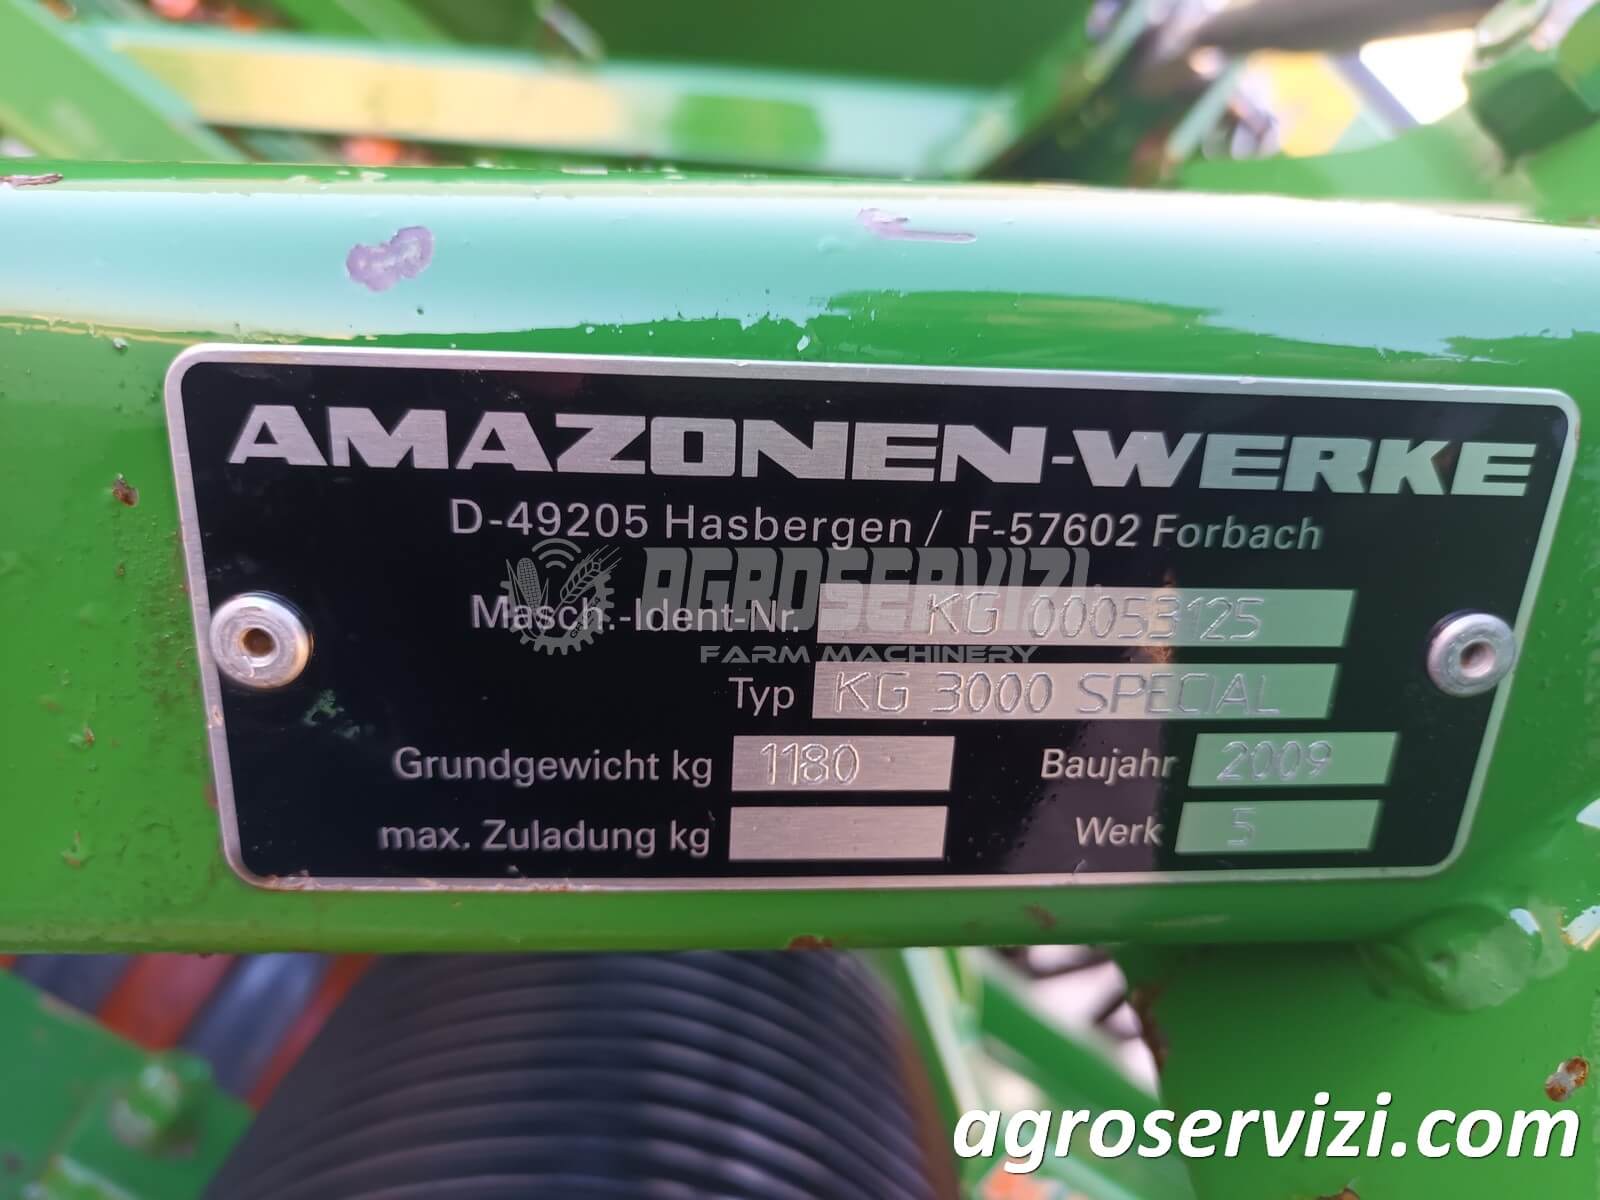 AMAZONEN-WERKE
D-49205 Hasbergen / F-57602 Forbach
AGROSERVIZI
Masch.-Ident-Nr. KG 00053125
FARM MACHINERY
Typ KG 3000 SPECIAL
Grundgewicht kg 1180 Baujahr 2009
max. Zuladung kg Werk 5
agroservizi.com